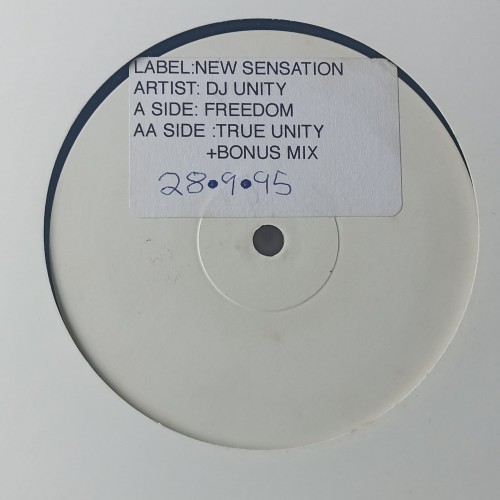 LABEL:NEW SENSATION
ARTIST: DJ UNITY
A SIDE: FREEDOM
AA SIDE :TRUE UNITY
+BONUS MIX
28•9•95